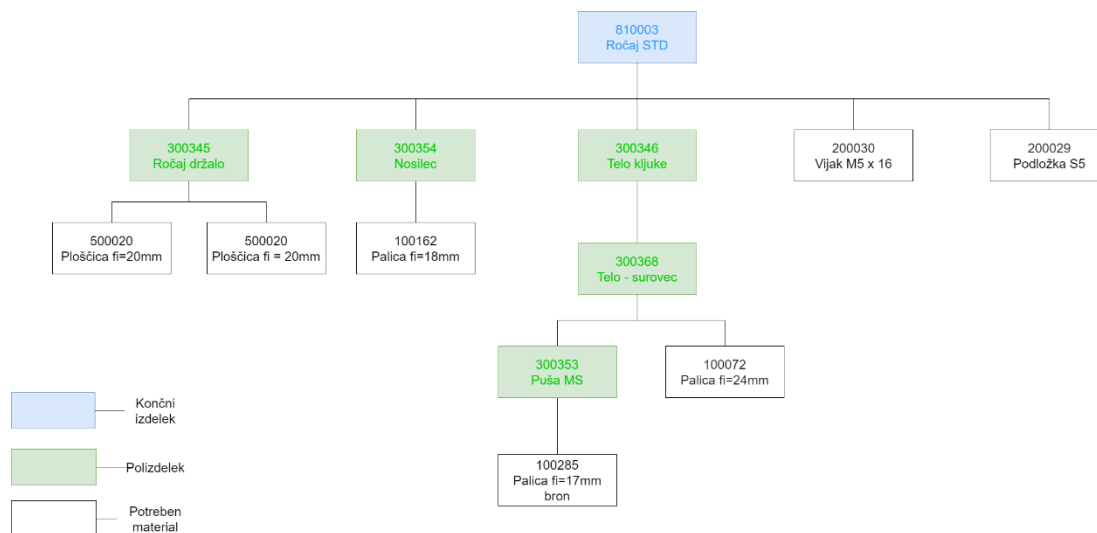 810003
Ročaj STD
300345
Ročaj držalo
300354
Nosilec
300346
Telo kljuke
200030
Vijak M5 x 16
200029
Podložka S5
500020
Ploščica fi=20mm
500020
Ploščica fi = 20mm
100162
Palica fi=18mm
300368
Telo - surovec
300353
Puša MS
100072
Palica fi=24mm
100285
Palica fi=17mm
bron
Končni
izdelek
Polizdelek
Potreben
material